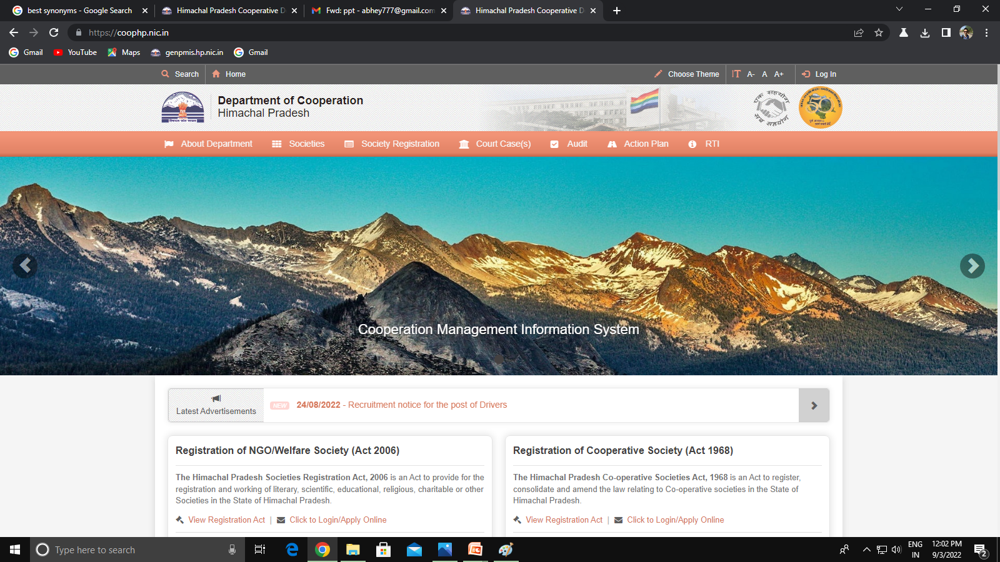 best synonyms - Google Search
Himachal Pradesh Cooperative D
Fwd: ppt - abhey777@gmail.com
Himachal Pradesh Cooperative D
https://coophp.nic.in
Gmail
YouTube
Maps
genpmis.hp.nic.in
Gmail
Search
Home
Choose Theme
A- A A+
Log In
Department of Cooperation
Himachal Pradesh
एक सहयोग
सब सहयोग
50
About Department
Societies
Society Registration
Court Case(s)
Audit
Action Plan
RTI
Cooperation Management Information System
Latest Advertisements
NEW 24/08/2022 - Recruitment notice for the post of Drivers
Registration of NGO/Welfare Society (Act 2006)
The Himachal Pradesh Societies Registration Act, 2006 is an Act to provide for the
registration and working of literary, scientific, educational, religious, charitable or other
Societies in the State of Himachal Pradesh.
View Registration Act | Click to Login/Apply Online
Registration of Cooperative Society (Act 1968)
The Himachal Pradesh Co-operative Societies Act, 1968 is an Act to register,
consolidate and amend the law relating to Co-operative societies in the State of
Himachal Pradesh.
View Registration Act | Click to Login/Apply Online
Type here to search
ENG
IN
12:02 PM
9/3/2022
2